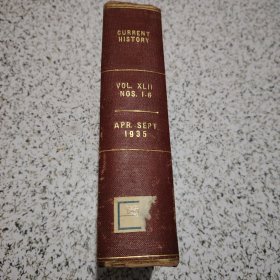 CURRENT
HISTORY
VOL. XLII
NOS. 1-6
APR. SEPT.
1935